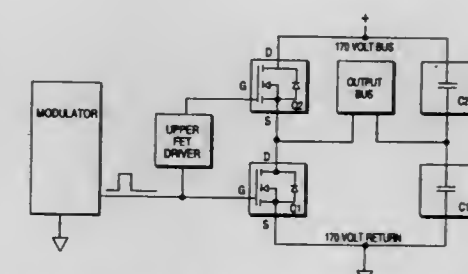 +
170 VOLT BUS
D
G
Q2
S
OUTPUT
BUS
C2
MODULATOR
UPPER
FET
DRIVER
D
G
Q1
S
C1
170 VOLT RETURN